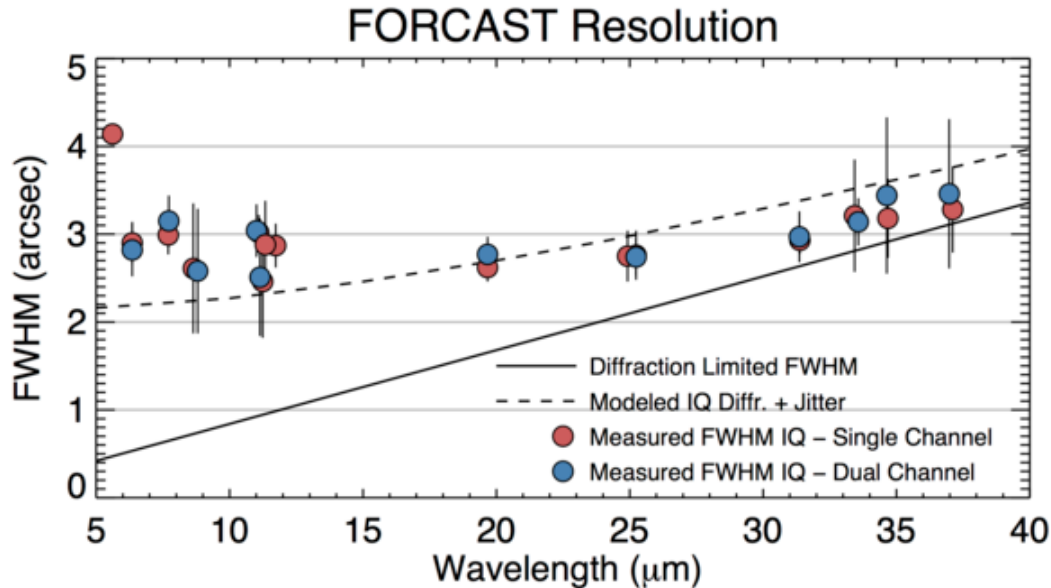 FORCAST Resolution
FWHM (arcsec)
5
4
3
2
1
0
Diffraction Limited FWHM
Modeled IQ Diffr. + Jitter
Measured FWHM IQ – Single Channel
Measured FWHM IQ – Dual Channel
5 10 15 20 25 30 35 40
Wavelength (μm)